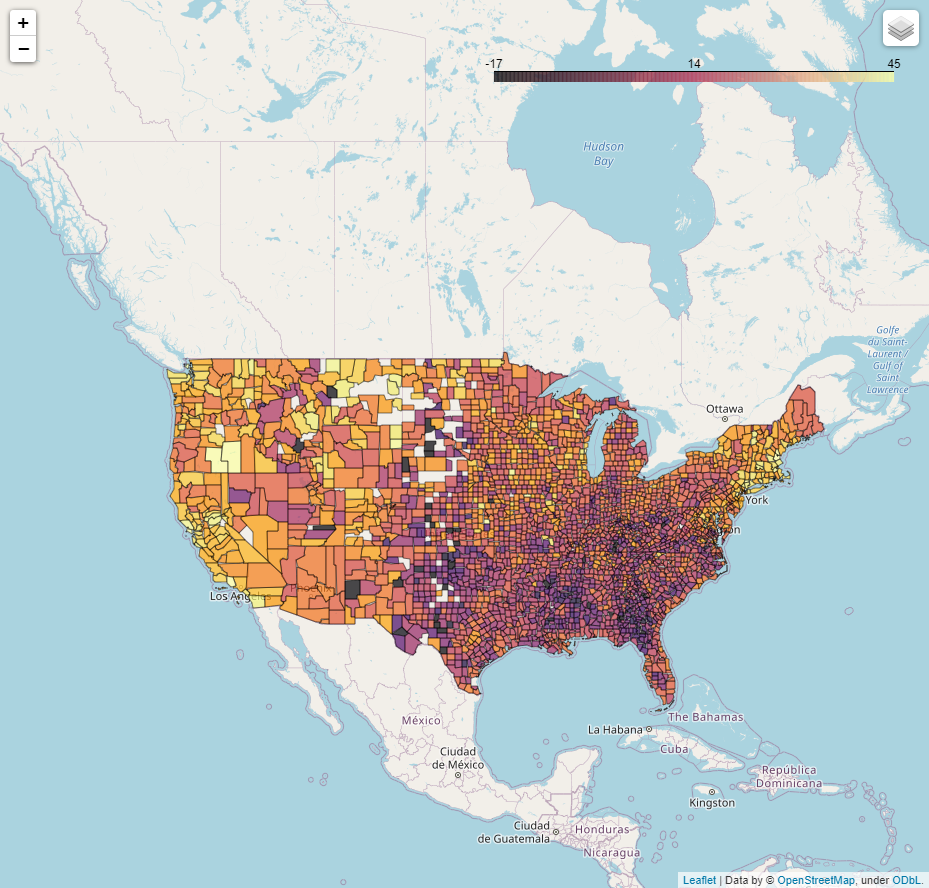 +
−
-17
14
45
Hudson
Bay
Golfe
du Saint-
Laurent /
Gulf of
Saint
Lawrence
Ottawa
York
Los Angeles
México
Ciudad
de México
La Habana
The Bahamas
Cuba
República
Dominicana
Kingston
Ciudad
de Guatemala
Honduras
Nicaragua
Leaflet | Data by © OpenStreetMap, under ODbL.